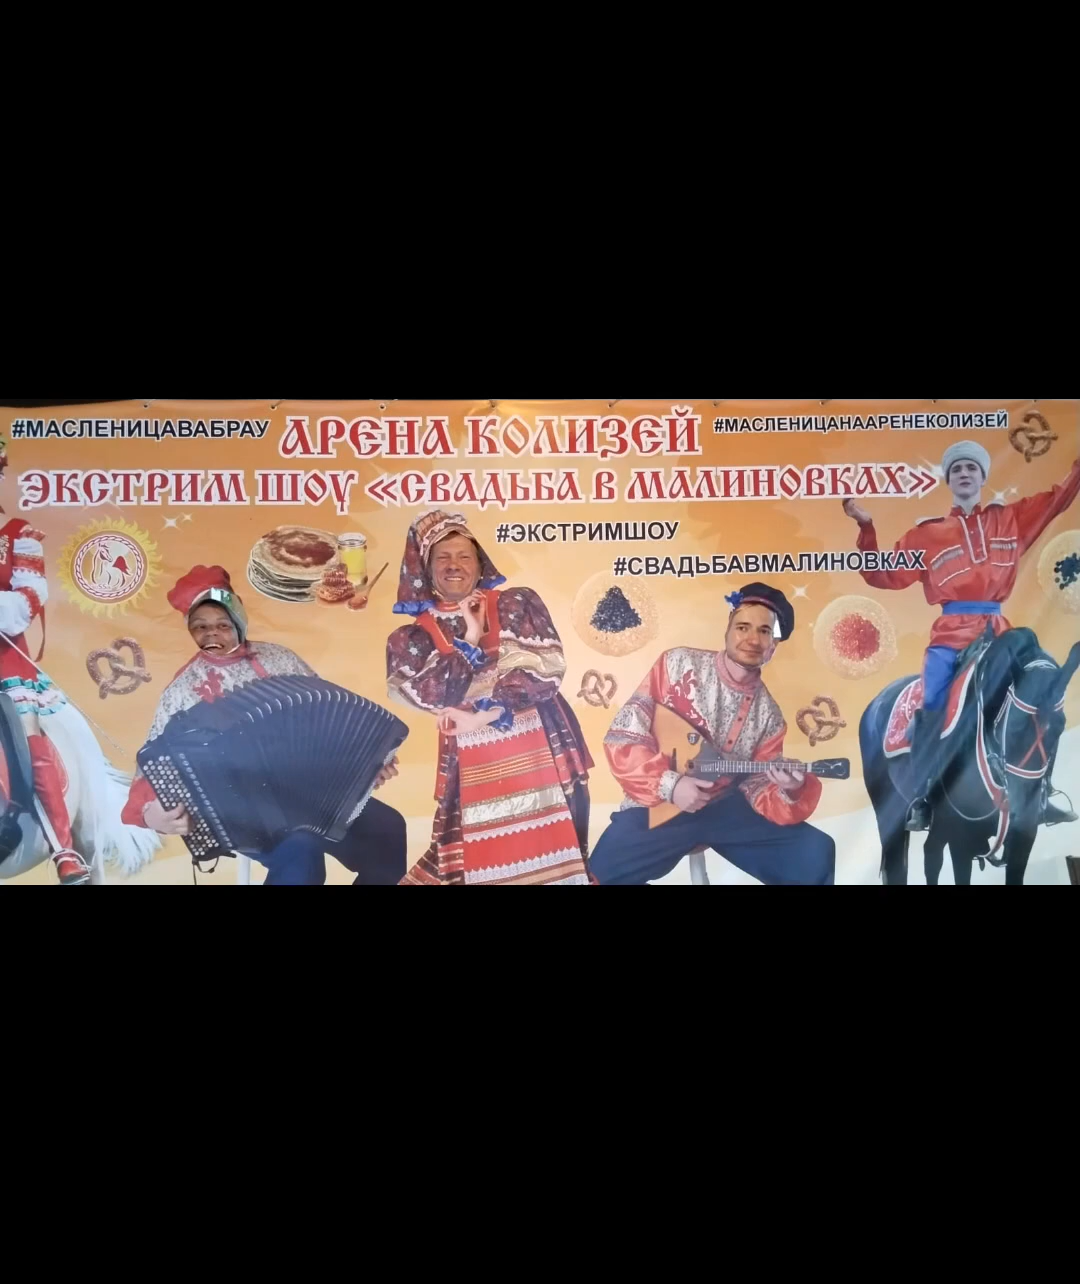 #МАСЛЕНИЦАВАБРАУ
АРЕНА КОЛИЗЕЙ
#МАСЛЕНИЦАНААРЕНЕКОЛИЗЕЙ
ЭКСТРИМ ШОУ «СВАДЬБА В МАЛИНОВКАХ»
#ЭКСТРИМШОУ
#СВАДЬБАВМАЛИНОВКАХ